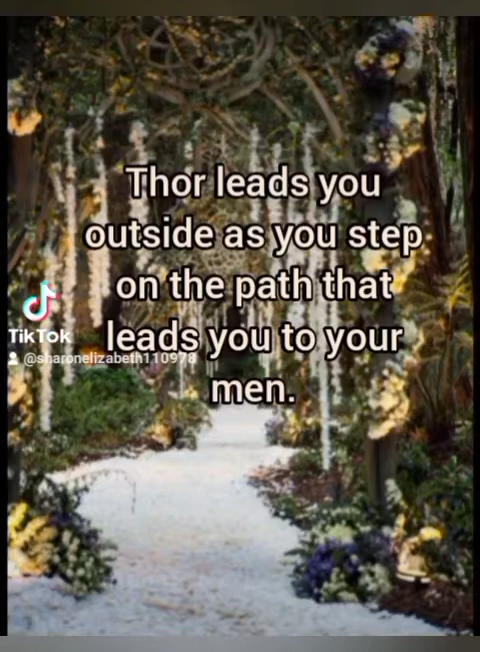 Thor leads you
outside as you step
on the path that
leads you to your
men.
TikTok
@sharonelizabeth110978